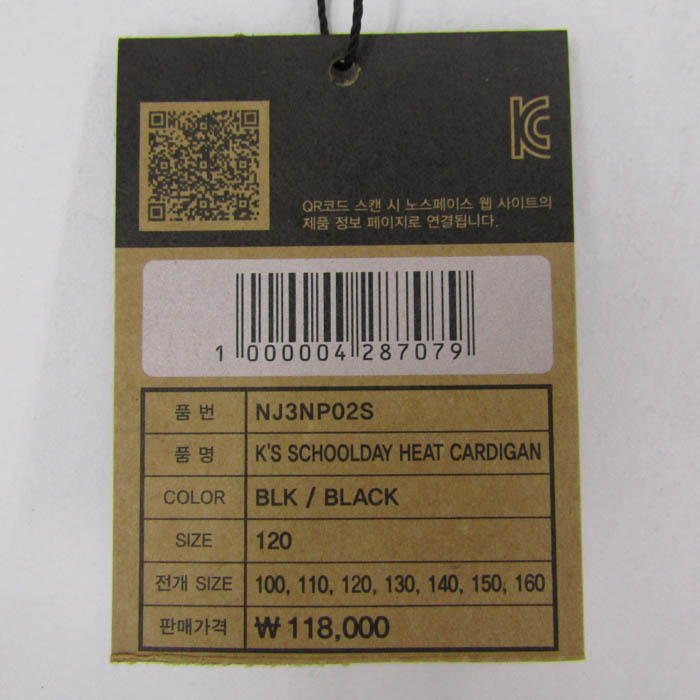 KC
QR코드 스캔 시 노스페이스 웹 사이트의
제품 정보 페이지로 연결됩니다.
1 000004 287079
품 번 NJ3NP02S
품 명 K'S SCHOOLDAY HEAT CARDIGAN
COLOR BLK / BLACK
SIZE 120
전개 SIZE 100, 110, 120, 130, 140, 150, 160
판매가격 ₩ 118,000